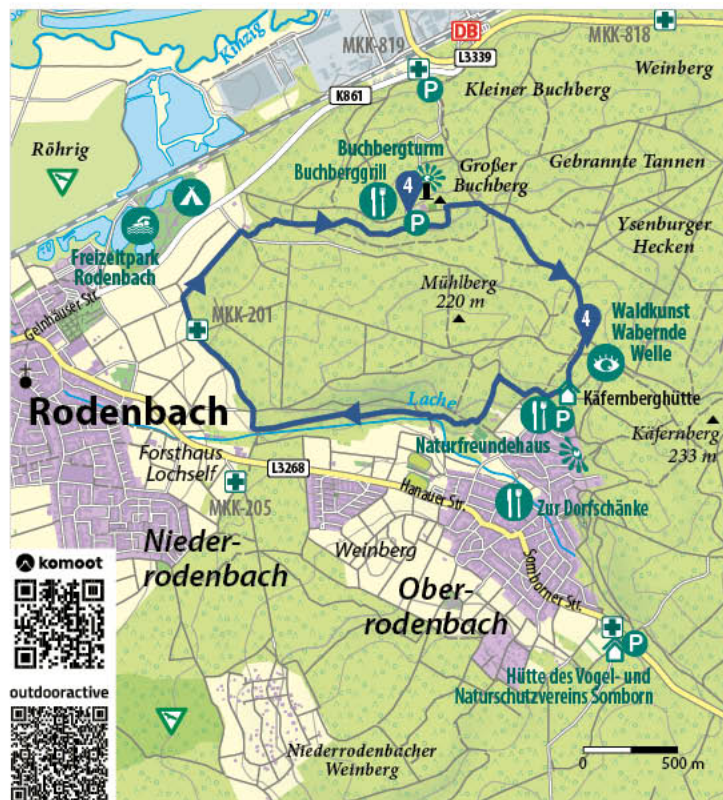 Kinzig
MKK-819
DB
L3339
MKK-818
Weinberg
K861
P
Kleiner Buchberg
Röhrig
Buchbergturm
Buchberggrill
4
Großer
Buchberg
Gebrannte Tannen
P
Ysenburger
Hecken
Freizeitpark
Rodenbach
Mühlberg
220 m
Gelnhäuser Str.
MKK-201
4
Waldkunst
Wabernde
Welle
Rodenbach
Lache
Käfernberghütte
P
Forsthaus
Lochself
Naturfreundehaus
Käfernberg
233 m
L3268
MKK-205
Hanauer Str.
Zur Dorfschänke
Nieder-
rodenbach
Weinberg
Somborner Str.
komoot
Ober-
rodenbach
P
outdooractive
Hütte des Vogel- und
Naturschutzvereins Somborn
Niederrodenbacher
Weinberg
0 500 m